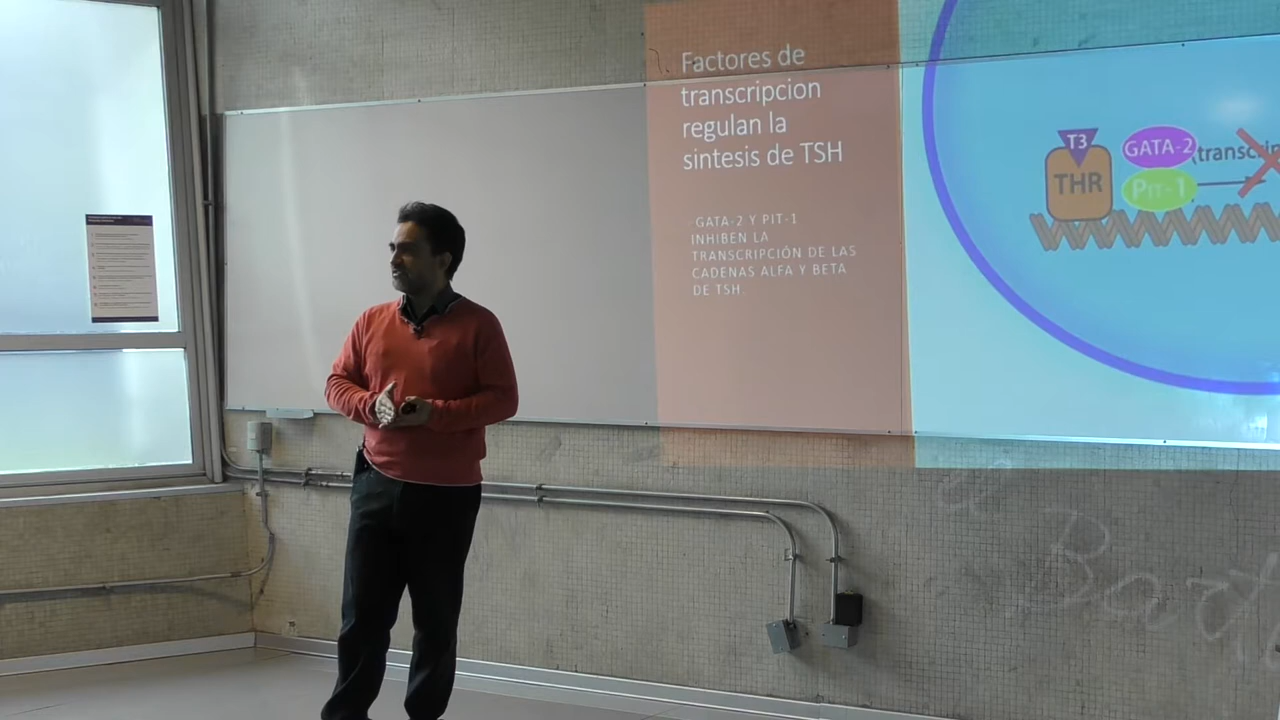 Factores de
transcripcion
regulan la
sintesis de TSH
GATA-2 Y PIT-1
INHIBEN LA
TRANSCRIPCIÓN DE LAS
CADENAS ALFA Y BETA
DE TSH.
T3
THR
GATA-2
PIT-1